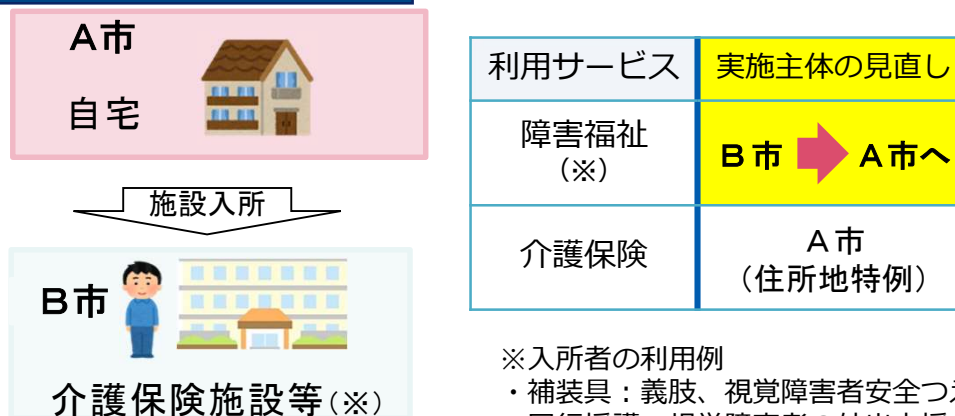 A市
自宅
施設入所
B市
介護保険施設等(※)
利用サービス 実施主体の見直し
障害福祉
(※)
B市 A市へ
介護保険
A市
(住所地特例)
※入所者の利用例
・補装具：義肢、視覚障害者安全つ